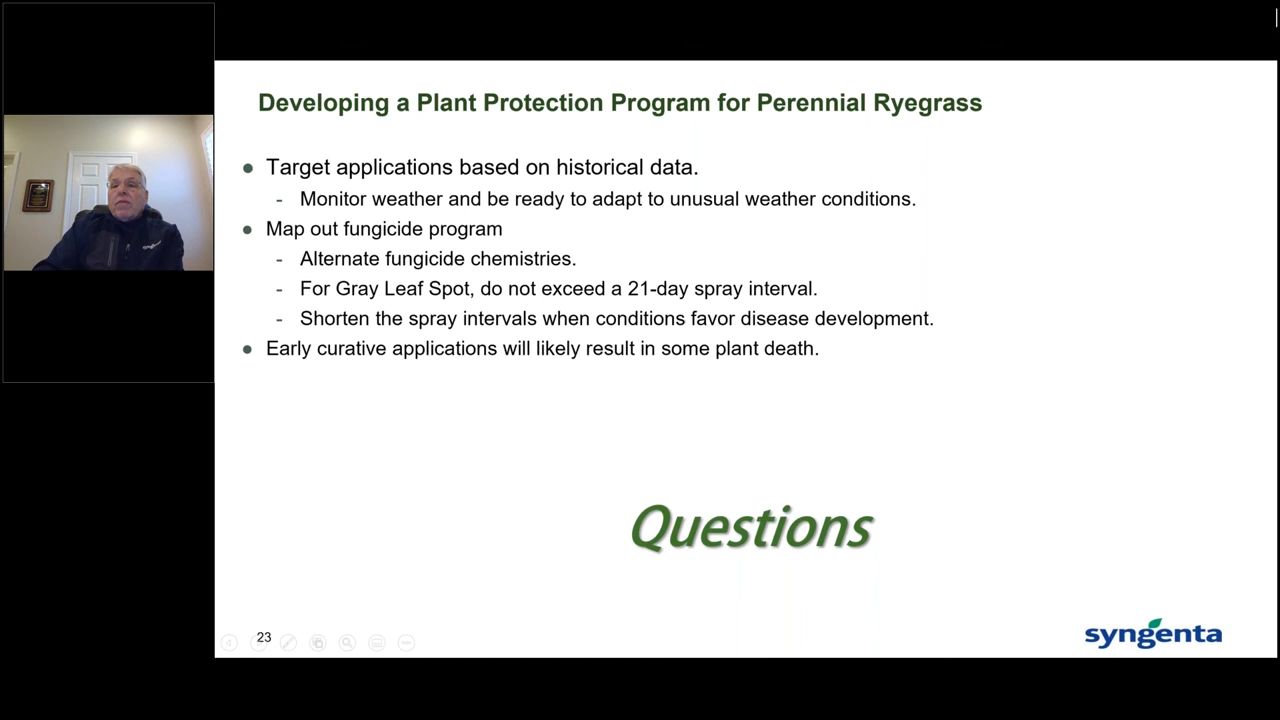 Developing a Plant Protection Program for Perennial Ryegrass
Target applications based on historical data.
- Monitor weather and be ready to adapt to unusual weather conditions.
Map out fungicide program
- Alternate fungicide chemistries.
- For Gray Leaf Spot, do not exceed a 21-day spray interval.
- Shorten the spray intervals when conditions favor disease development.
Early curative applications will likely result in some plant death.
Questions
23
syngenta